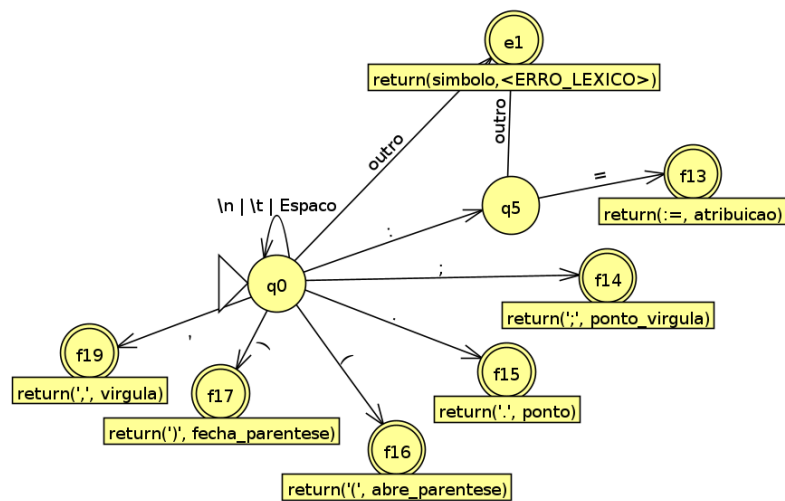 e1
return(simbolo,<ERRO_LEXICO>)
outro
outro
=
f13
return(:=, atribuicao)
q5
\n | \t | Espaco
:
;
q0
f14
return(';', ponto_virgula)
.
,
)
(
f19
return(',', virgula)
f17
return(')', fecha_parentese)
f15
return('.', ponto)
f16
return('(', abre_parentese)